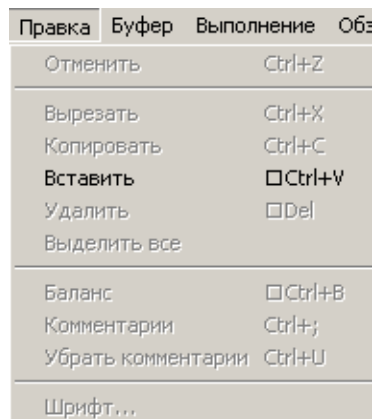 Правка Буфер Выполнение Обз
Отменить Ctrl+Z
Вырезать Ctrl+X
Копировать Ctrl+C
Вставить □Ctrl+V
Удалить □Del
Выделить все
Баланс □Ctrl+B
Комментарии Ctrl+;
Убрать комментарии Ctrl+U
Шрифт...